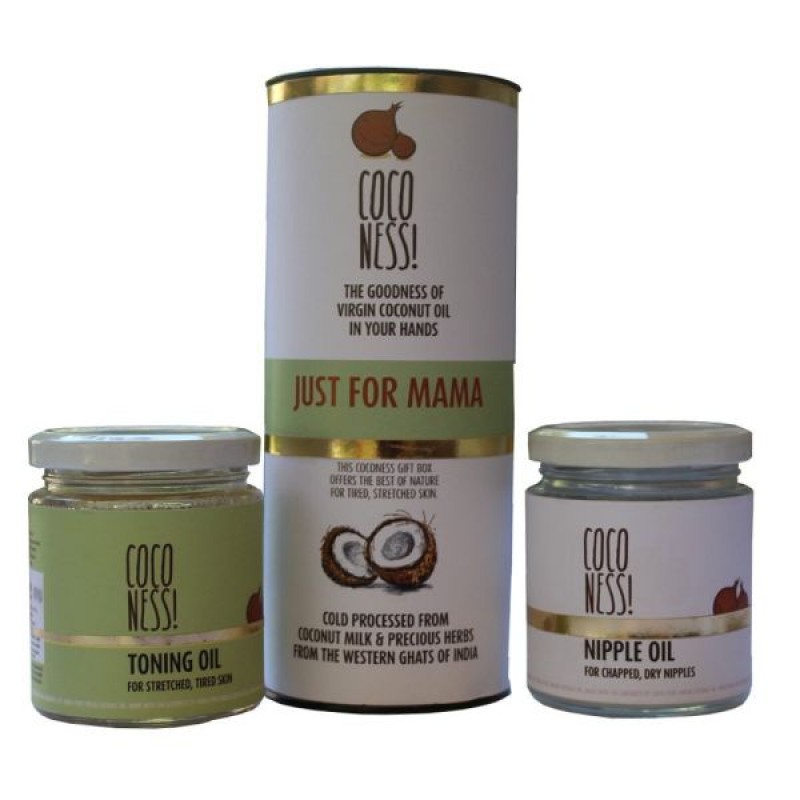 COCO
NESS!
THE GOODNESS OF
VIRGIN COCONUT OIL
IN YOUR HANDS
JUST FOR MAMA
THIS COCONESS GIFT BOX
OFFERS THE BEST OF NATURE
FOR TIRED, STRETCHED SKIN
COLD PROCESSED FROM
COCONUT MILK & PRECIOUS HERBS
FROM THE WESTERN GHATS OF INDIA
COCO
NESS!
TONING OIL
FOR STRETCHED, TIRED SKIN
COCO
NESS!
NIPPLE OIL
FOR CHAPPED, DRY NIPPLES